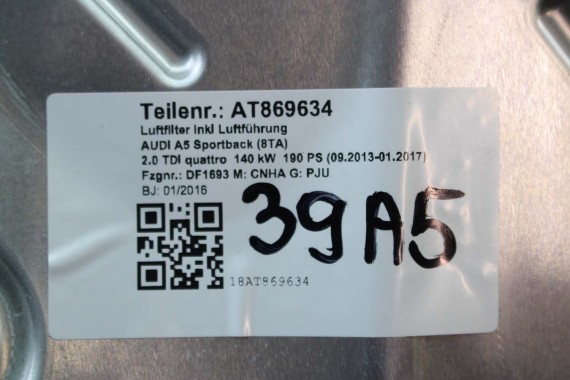 Teilenr.: AT869634
Luftfilter Inkl Luftführung
AUDI A5 Sportback (8TA)
2.0 TDI quattro 140 kW 190 PS (09.2013-01.2017)
Fzgnr.: DF1693 M: CNHA G: PJU
BJ: 01/2016
39A5
18AT869634